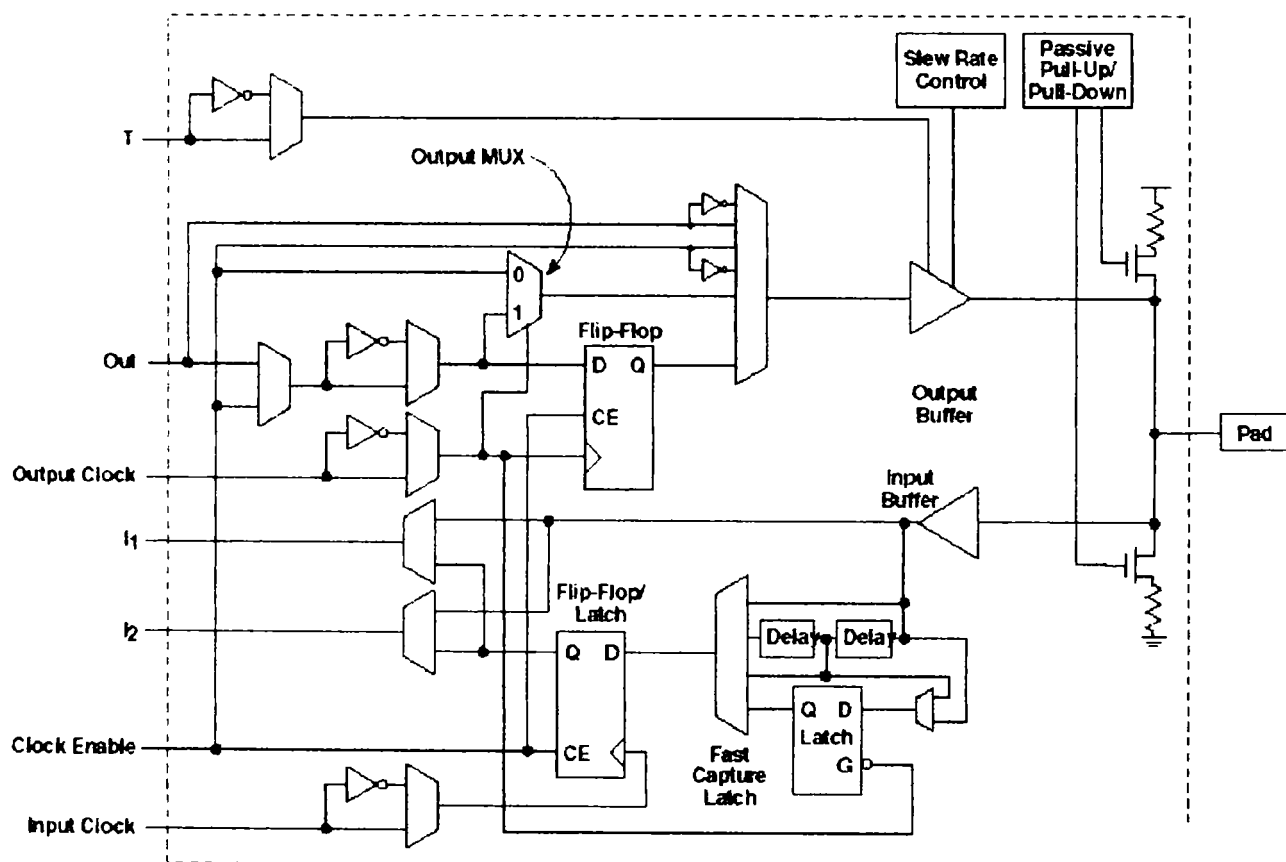 Slew Rate
Control
Passive
Pull-Up/
Pull-Down
T
Output MUX
0
1
Flip-Flop
Out
D
Q
CE
Output
Buffer
Pad
Output Clock
Input
Buffer
I1
Flip-Flop/
Latch
I2
Delay
Delay
Q
D
Q
D
Latch
Clock Enable
CE
Fast
Capture
Latch
G
Input Clock